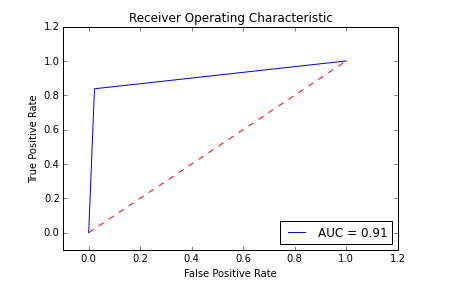 Receiver Operating Characteristic
1.2
1.0
0.8
0.6
0.4
0.2
0.0
True Positive Rate
AUC = 0.91
0.0 0.2 0.4 0.6 0.8 1.0 1.2
False Positive Rate